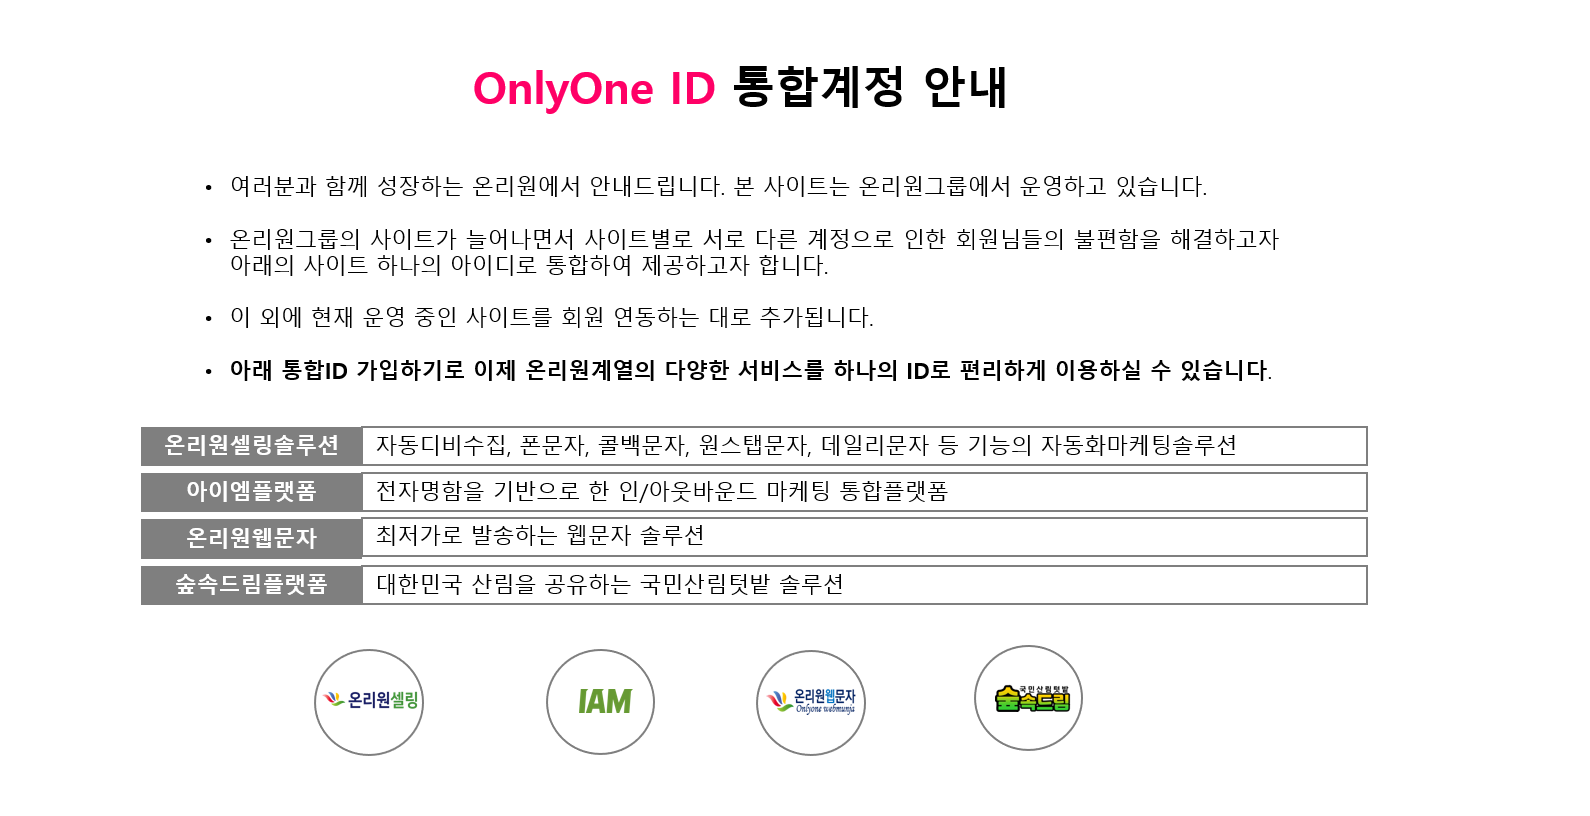 OnlyOne ID 통합계정 안내
• 여러분과 함께 성장하는 온리원에서 안내드립니다. 본 사이트는 온리원그룹에서 운영하고 있습니다.
• 온리원그룹의 사이트가 늘어나면서 사이트별로 서로 다른 계정으로 인한 회원님들의 불편함을 해결하고자
아래의 사이트 하나의 아이디로 통합하여 제공하고자 합니다.
• 이 외에 현재 운영 중인 사이트를 회원 연동하는 대로 추가됩니다.
• 아래 통합ID 가입하기로 이제 온리원계열의 다양한 서비스를 하나의 ID로 편리하게 이용하실 수 있습니다.
온리원셀링솔루션 자동디비수집, 폰문자, 콜백문자, 원스탭문자, 데일리문자 등 기능의 자동화마케팅솔루션
아이엠플랫폼 전자명함을 기반으로 한 인/아웃바운드 마케팅 통합플랫폼
온리원웹문자 최저가로 발송하는 웹문자 솔루션
숲속드림플랫폼 대한민국 산림을 공유하는 국민산림텃밭 솔루션
온리원셀링
IAM
온리원웹문자
Onlyone webmunja
국민산림텃밭
숲속드림